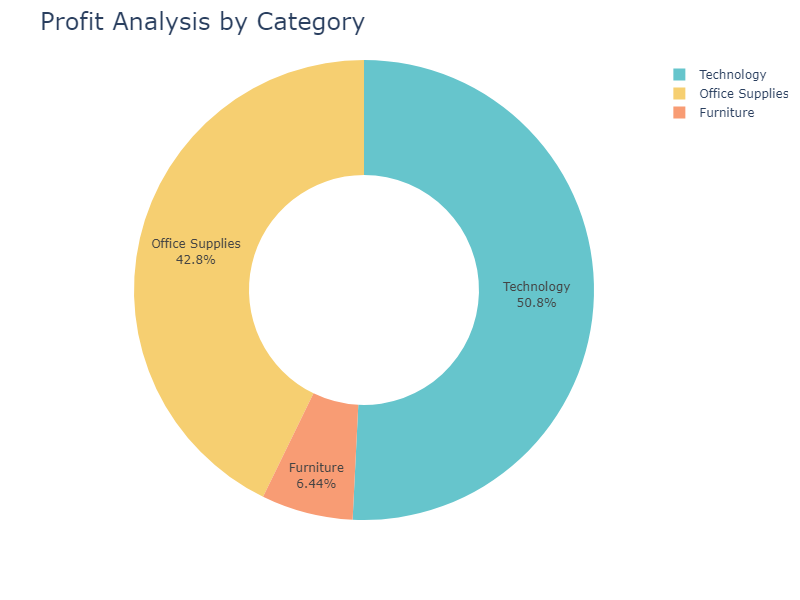 Profit Analysis by Category
Technology
Office Supplies
Furniture
Office Supplies
42.8%
Technology
50.8%
Furniture
6.44%